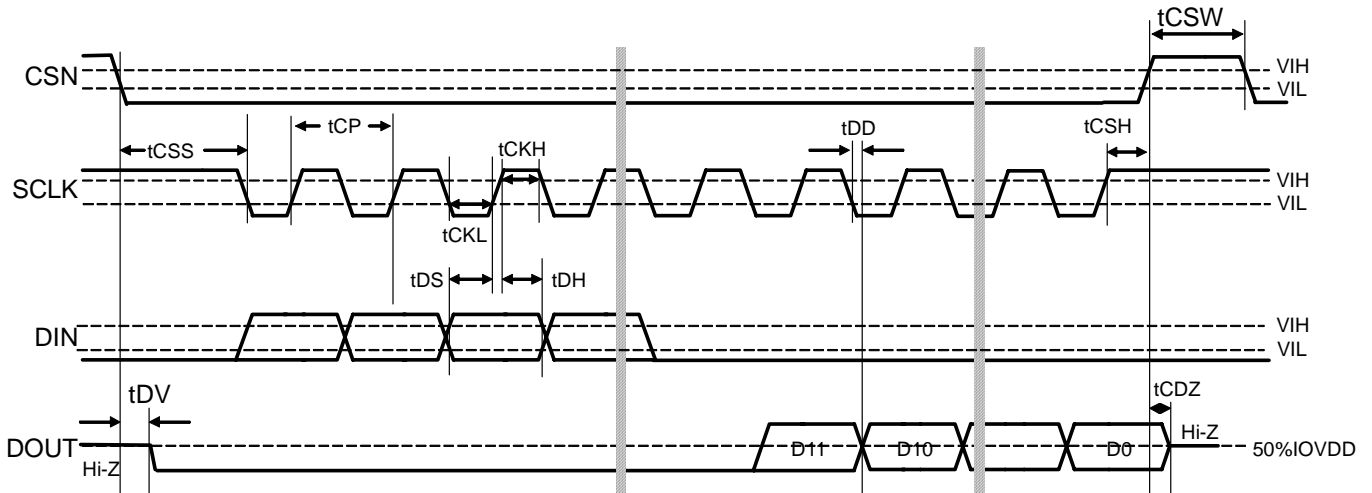 tCSW
CSN
VIH
VIL
tCSS
tCP
tCKH
tDD
tCSH
SCLK
VIH
VIL
tCKL
tDS
tDH
DIN
VIH
VIL
tDV
tCDZ
DOUT
Hi-Z
D11
D10
D0
Hi-Z
50%IOVDD